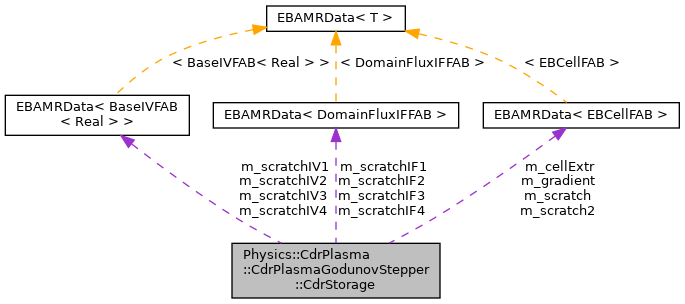 EBAMRData< T >
< BaseIVFAB< Real > >
< DomainFluxIFFAB >
< EBCellFAB >
EBAMRData< BaseIVFAB
< Real > >
EBAMRData< DomainFluxIFFAB >
EBAMRData< EBCellFAB >
m_scratchIV1
m_scratchIV2
m_scratchIV3
m_scratchIV4
m_scratchIF1
m_scratchIF2
m_scratchIF3
m_scratchIF4
m_cellExtr
m_gradient
m_scratch
m_scratch2
Physics::CdrPlasma
::CdrPlasmaGodunovStepper
::CdrStorage